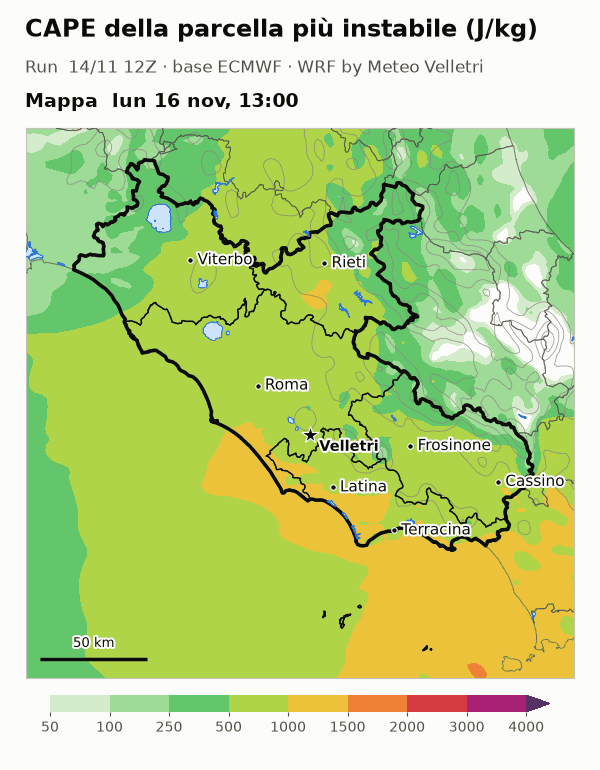 CAPE della parcella più instabile (J/kg)
Run  14/11 12Z · base ECMWF · WRF by Meteo Velletri
Mappa  lun 16 nov, 13:00
Viterbo
Rieti
Roma
Velletri
Frosinone
Cassino
Latina
Terracina
50 km
50 100 250 500 1000 1500 2000 3000 4000